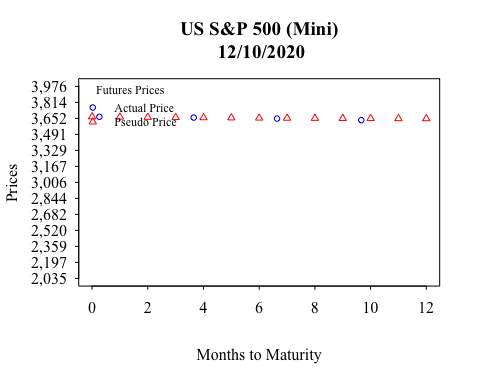 US S&P 500 (Mini)
12/10/2020
Futures Prices
Actual Price
Pseudo Price
Prices
3,976
3,814
3,652
3,491
3,329
3,167
3,006
2,844
2,682
2,520
2,359
2,197
2,035
0 2 4 6 8 10 12
Months to Maturity